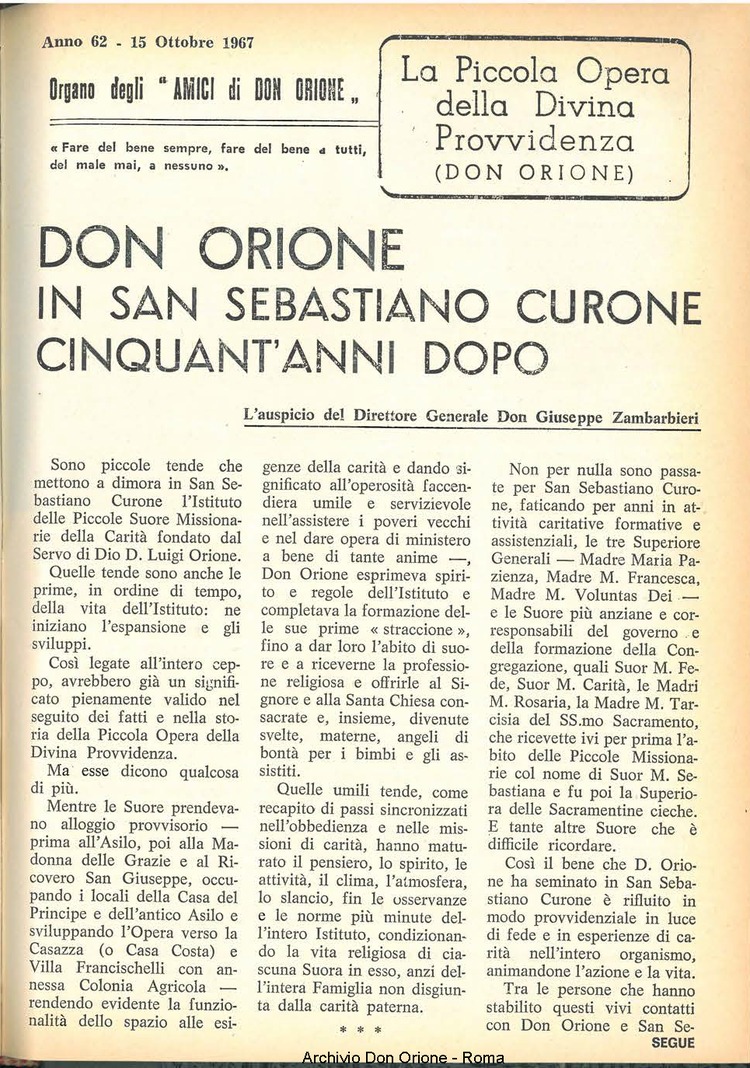 Anno 62 - 15 Ottobre 1967
Organo degli " AMICI di DON ORIONE „
« Fare del bene sempre, fare del bene a tutti,
del male mai, a nessuno ».
La Piccola Opera
della Divina
Provvidenza
(DON ORIONE)
DON ORIONE
IN SAN SEBASTIANO CURONE
CINQUANT'ANNI DOPO
L'auspicio del Direttore Generale Don Giuseppe Zambarbieri
Sono piccole tende che
mettono a dimora in San Se-
bastiano Curone l'Istituto
delle Piccole Suore Missiona-
rie della Carità fondato dal
Servo di Dio D. Luigi Orione.
Quelle tende sono anche le
prime, in ordine di tempo,
della vita dell'Istituto: ne
iniziano l'espansione e gli
sviluppi.
Così legate all'intero cep-
po, avrebbero già un signifi-
cato pienamente valido nel
seguito dei fatti e nella sto-
ria della Piccola Opera della
Divina Provvidenza.
Ma esse dicono qualcosa
di più.
Mentre le Suore prendeva-
no alloggio provvisorio —
prima all'Asilo, poi alla Ma-
donna delle Grazie e al Ri-
covero San Giuseppe, occu-
pando i locali della Casa del
Principe e dell'antico Asilo e
sviluppando l'Opera verso la
Casazza (o Casa Costa) e
Villa Francischelli con an-
nessa Colonia Agricola —
rendendo evidente la funzio-
nalità dello spazio alle esi-
genze della carità e dando si-
gnificato all'operosità faccen-
diera umile e servizievole
nell'assistere i poveri vecchi
e nel dare opera di ministero
a bene di tante anime —,
Don Orione esprimeva spiri-
to e regole dell'Istituto e
completava la formazione del-
le sue prime « straccione »,
fino a dar loro l'abito di suo-
re e a riceverne la professio-
ne religiosa e offrirle al Si-
gnore e alla Santa Chiesa con-
sacrate e, insieme, divenute
svelte, materne, angeli di
bontà per i bimbi e gli as-
sistiti.
Quelle umili tende, come
recapito di passi sincronizzati
nell'obbedienza e nelle mis-
sioni di carità, hanno matu-
rato il pensiero, lo spirito, le
attività, il clima, l'atmosfera,
lo slancio, fin le osservanze
e le norme più minute del-
l'intero Istituto, condizionan-
do la vita religiosa di cia-
scuna Suora in esso, anzi del-
l'intera Famiglia non disgiun-
ta dalla carità paterna.
* * *
Non per nulla sono passa-
te per San Sebastiano Curo-
ne, faticando per anni in at-
tività caritative formative e
assistenziali, le tre Superiore
Generali — Madre Maria Pa-
zienza, Madre M. Francesca,
Madre M. Voluntas Dei —
e le Suore più anziane e cor-
responsabili del governo e
della formazione della Con-
gregazione, quali Suor M. Fe-
de, Suor M. Carità, le Madri
M. Rosaria, la Madre M. Tar-
cisia del SS.mo Sacramento,
che ricevette ivi per prima l'a-
bito delle Piccole Missiona-
rie col nome di Suor M. Se-
bastiana e fu poi la Superio-
ra delle Sacramentine cieche.
E tante altre Suore che è
difficile ricordare.
Così il bene che D. Orio-
ne ha seminato in San Seba-
stiano Curone è rifluito in
modo provvidenziale in luce
di fede e in esperienze di ca-
rità nell'intero organismo,
animandone l'azione e la vita.
Tra le persone che hanno
stabilito questi vivi contatti
con Don Orione e San Se-
SEGUE
Archivio Don Orione - Roma